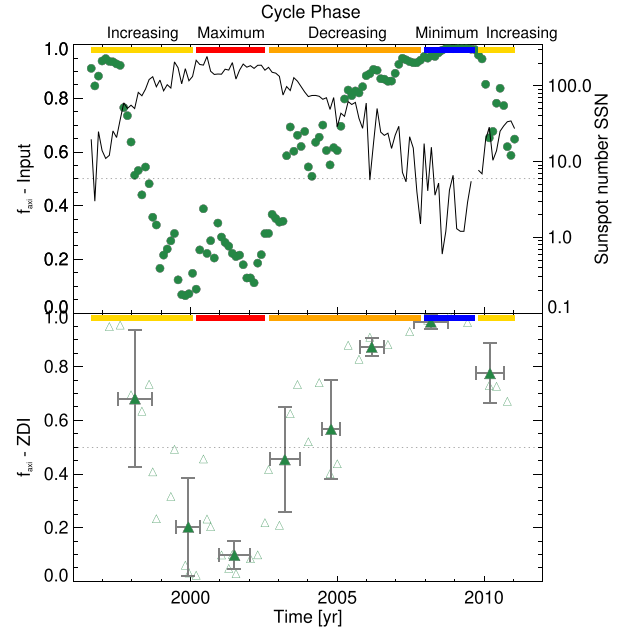 Cycle Phase
Increasing Maximum Decreasing Minimum Increasing
1.0
0.8
0.6
0.4
0.2
0.0
f_axi - Input
100.0
10.0
1.0
0.1
Sunspot number SSN
1.0
0.8
0.6
0.4
0.2
0.0
f_axi - ZDI
2000 2005 2010
Time [yr]